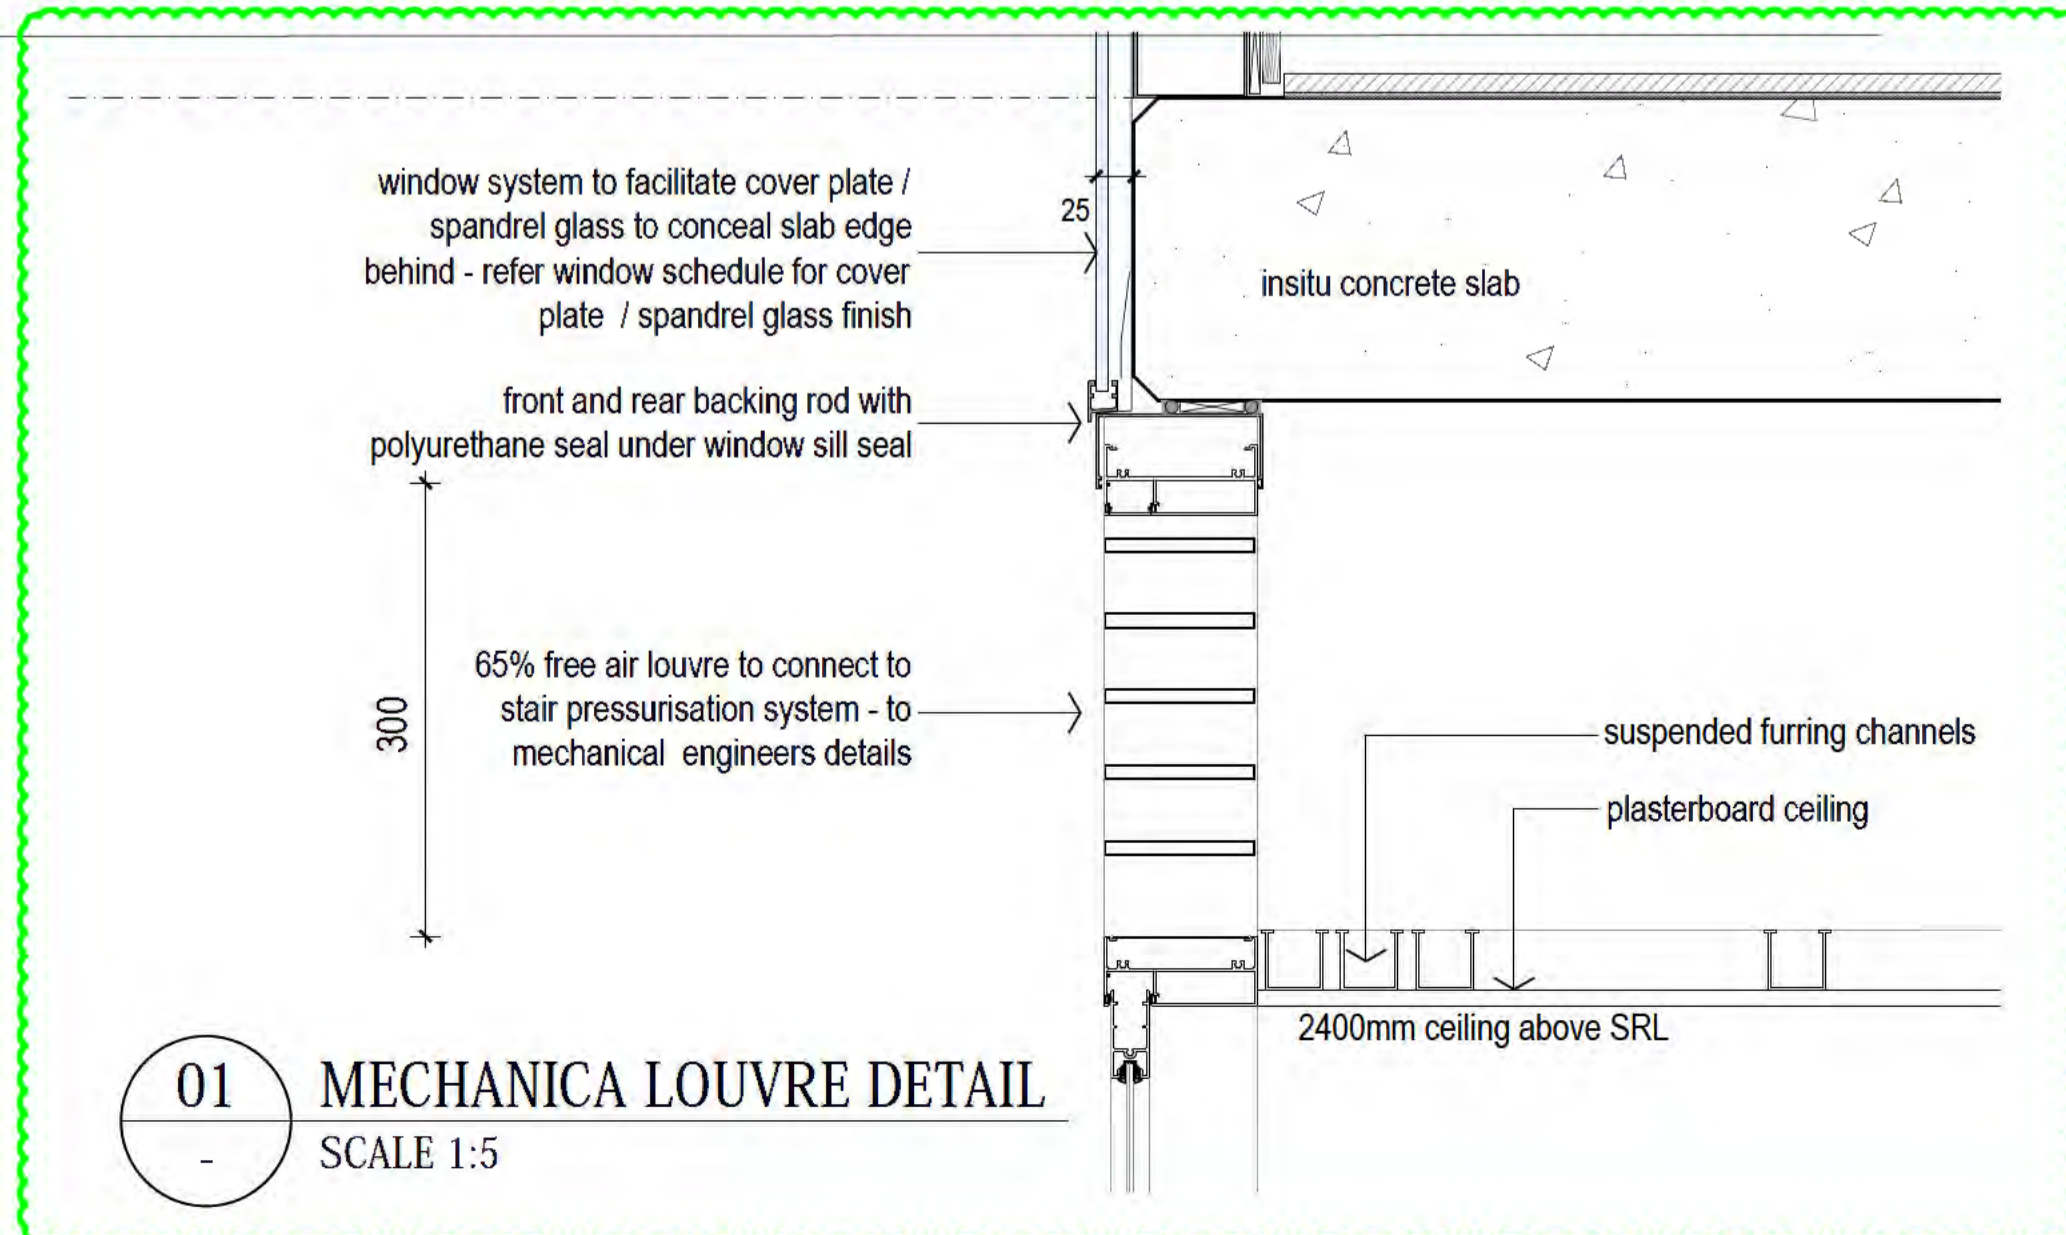 window system to facilitate cover plate /
spandrel glass to conceal slab edge
behind - refer window schedule for cover
plate / spandrel glass finish
25
insitu concrete slab
front and rear backing rod with
polyurethane seal under window sill seal
300
65% free air louvre to connect to
stair pressurisation system - to
mechanical engineers details
suspended furring channels
plasterboard ceiling
2400mm ceiling above SRL
01
-
MECHANICA LOUVRE DETAIL
SCALE 1:5